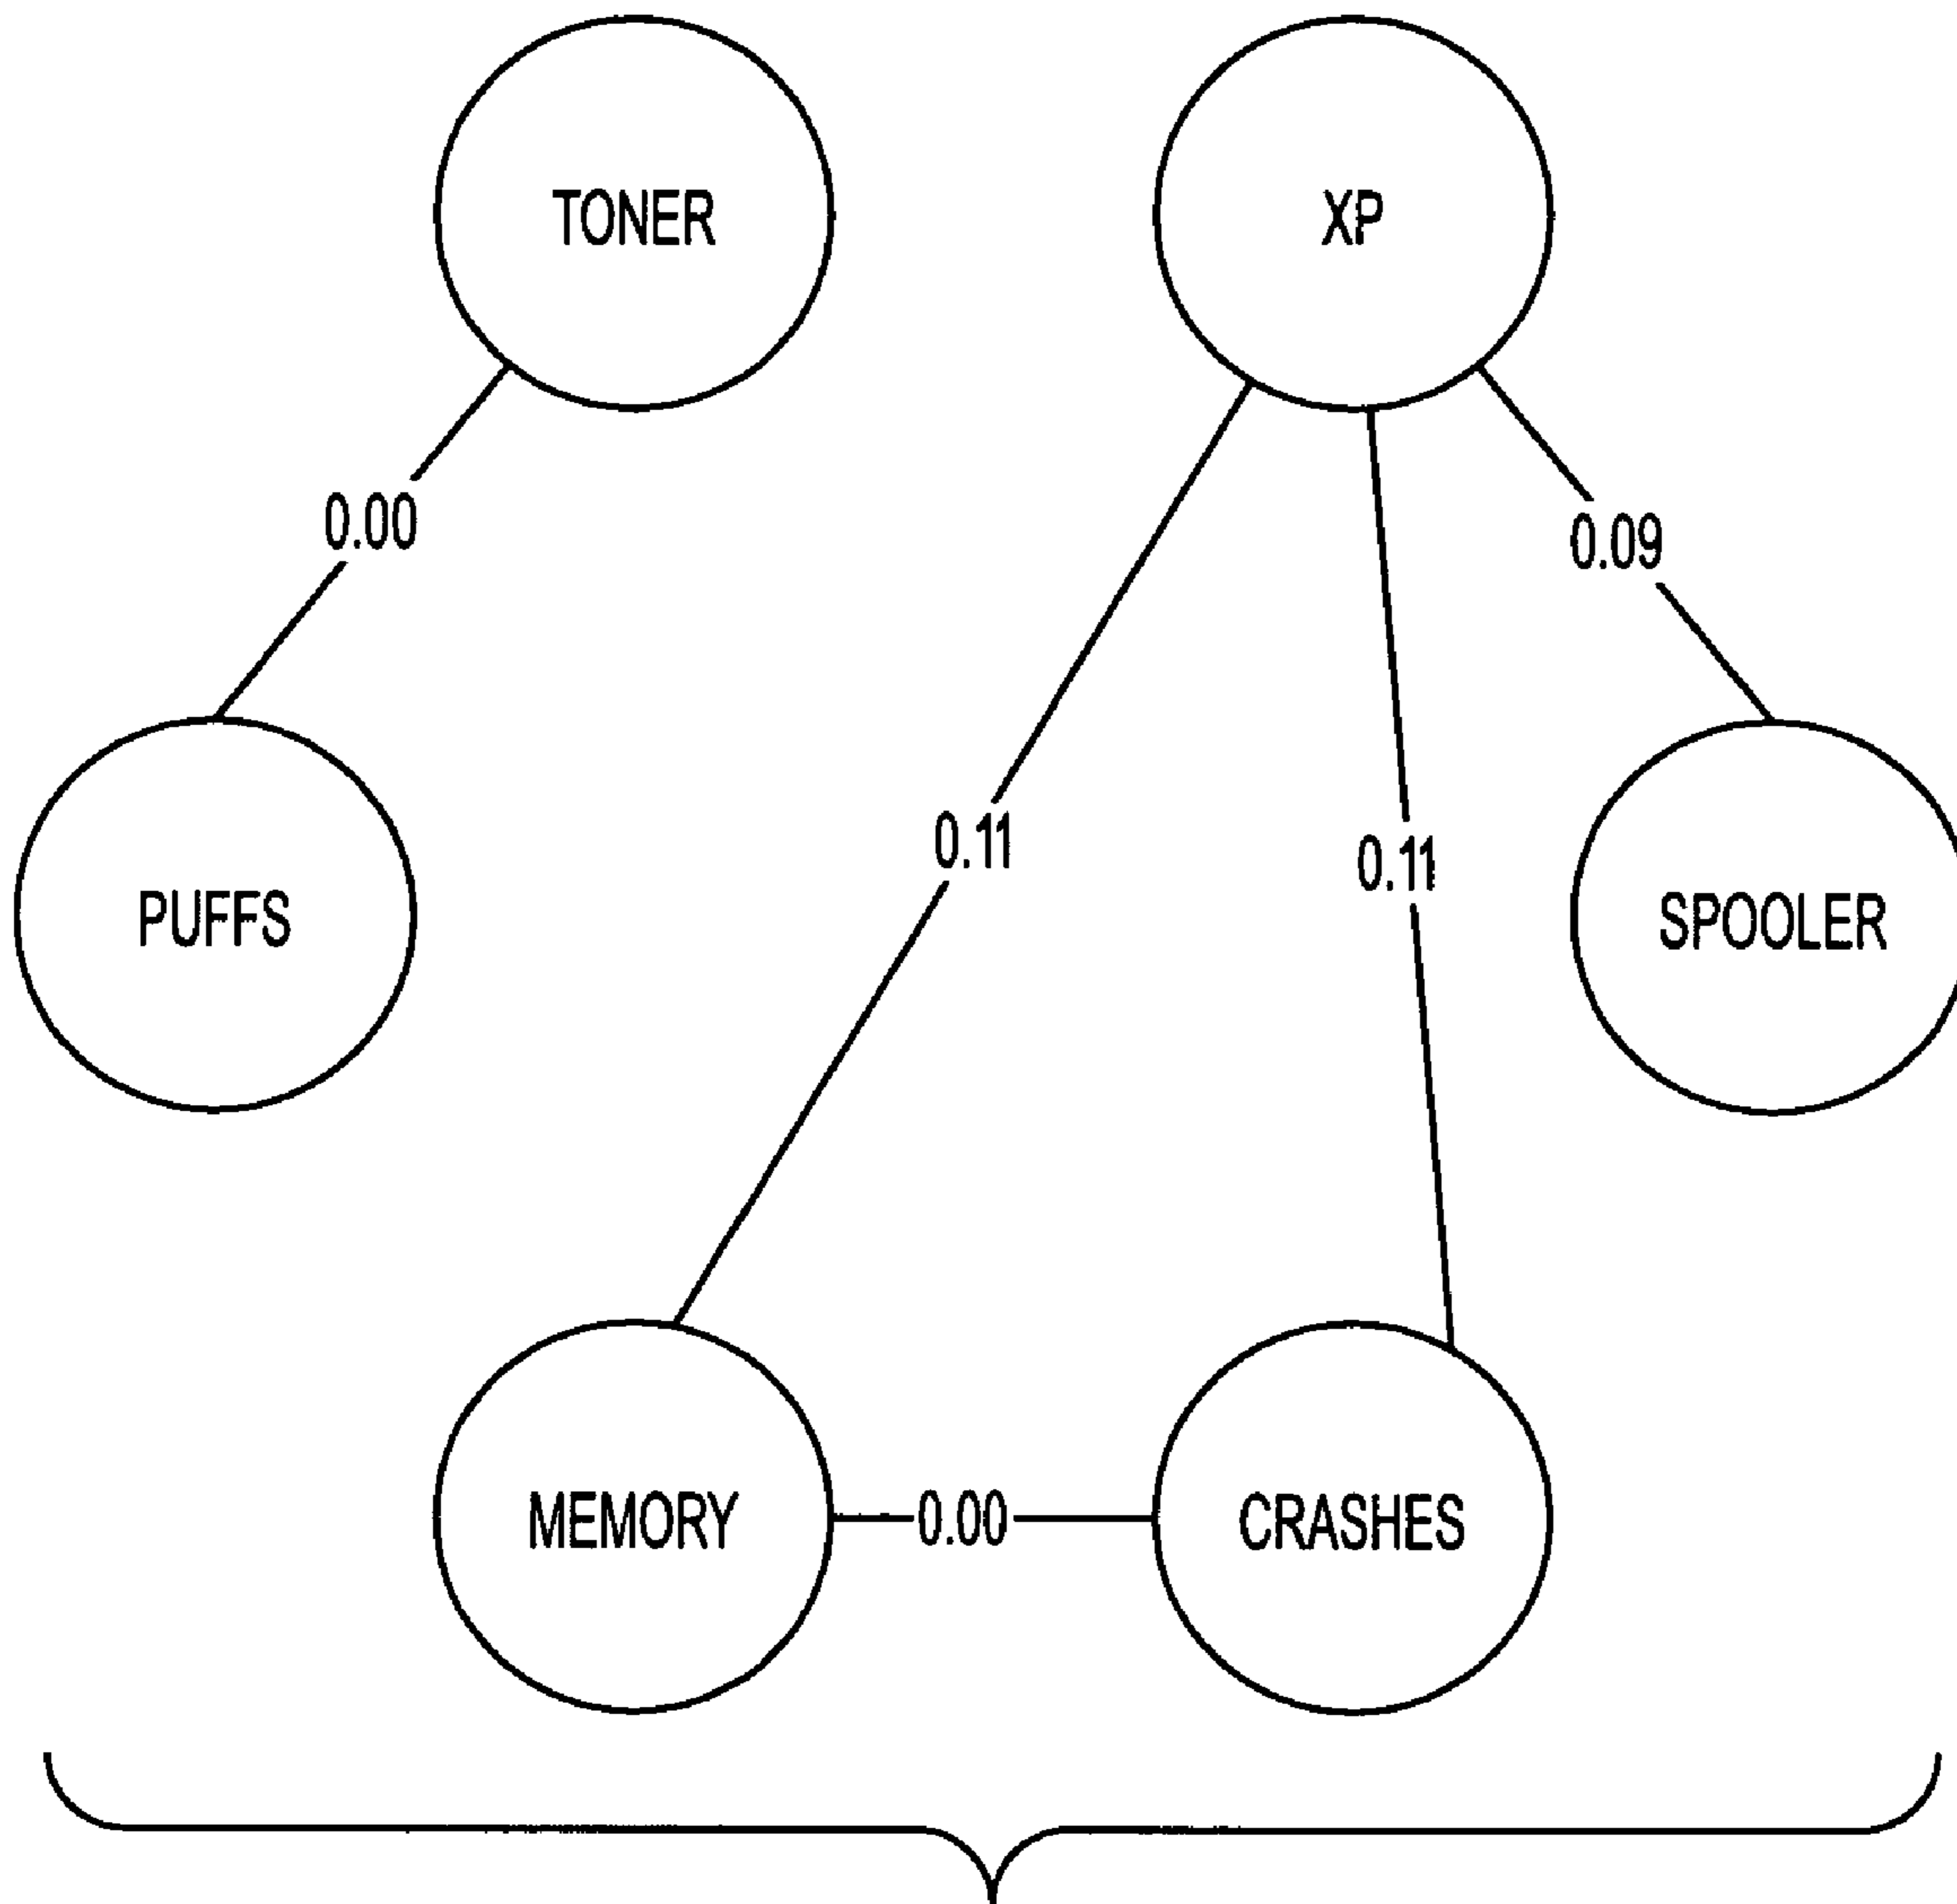 TONER
XP
0.00
0.09
0.11
0.11
PUFFS
SPOOLER
MEMORY
0.00
CRASHES